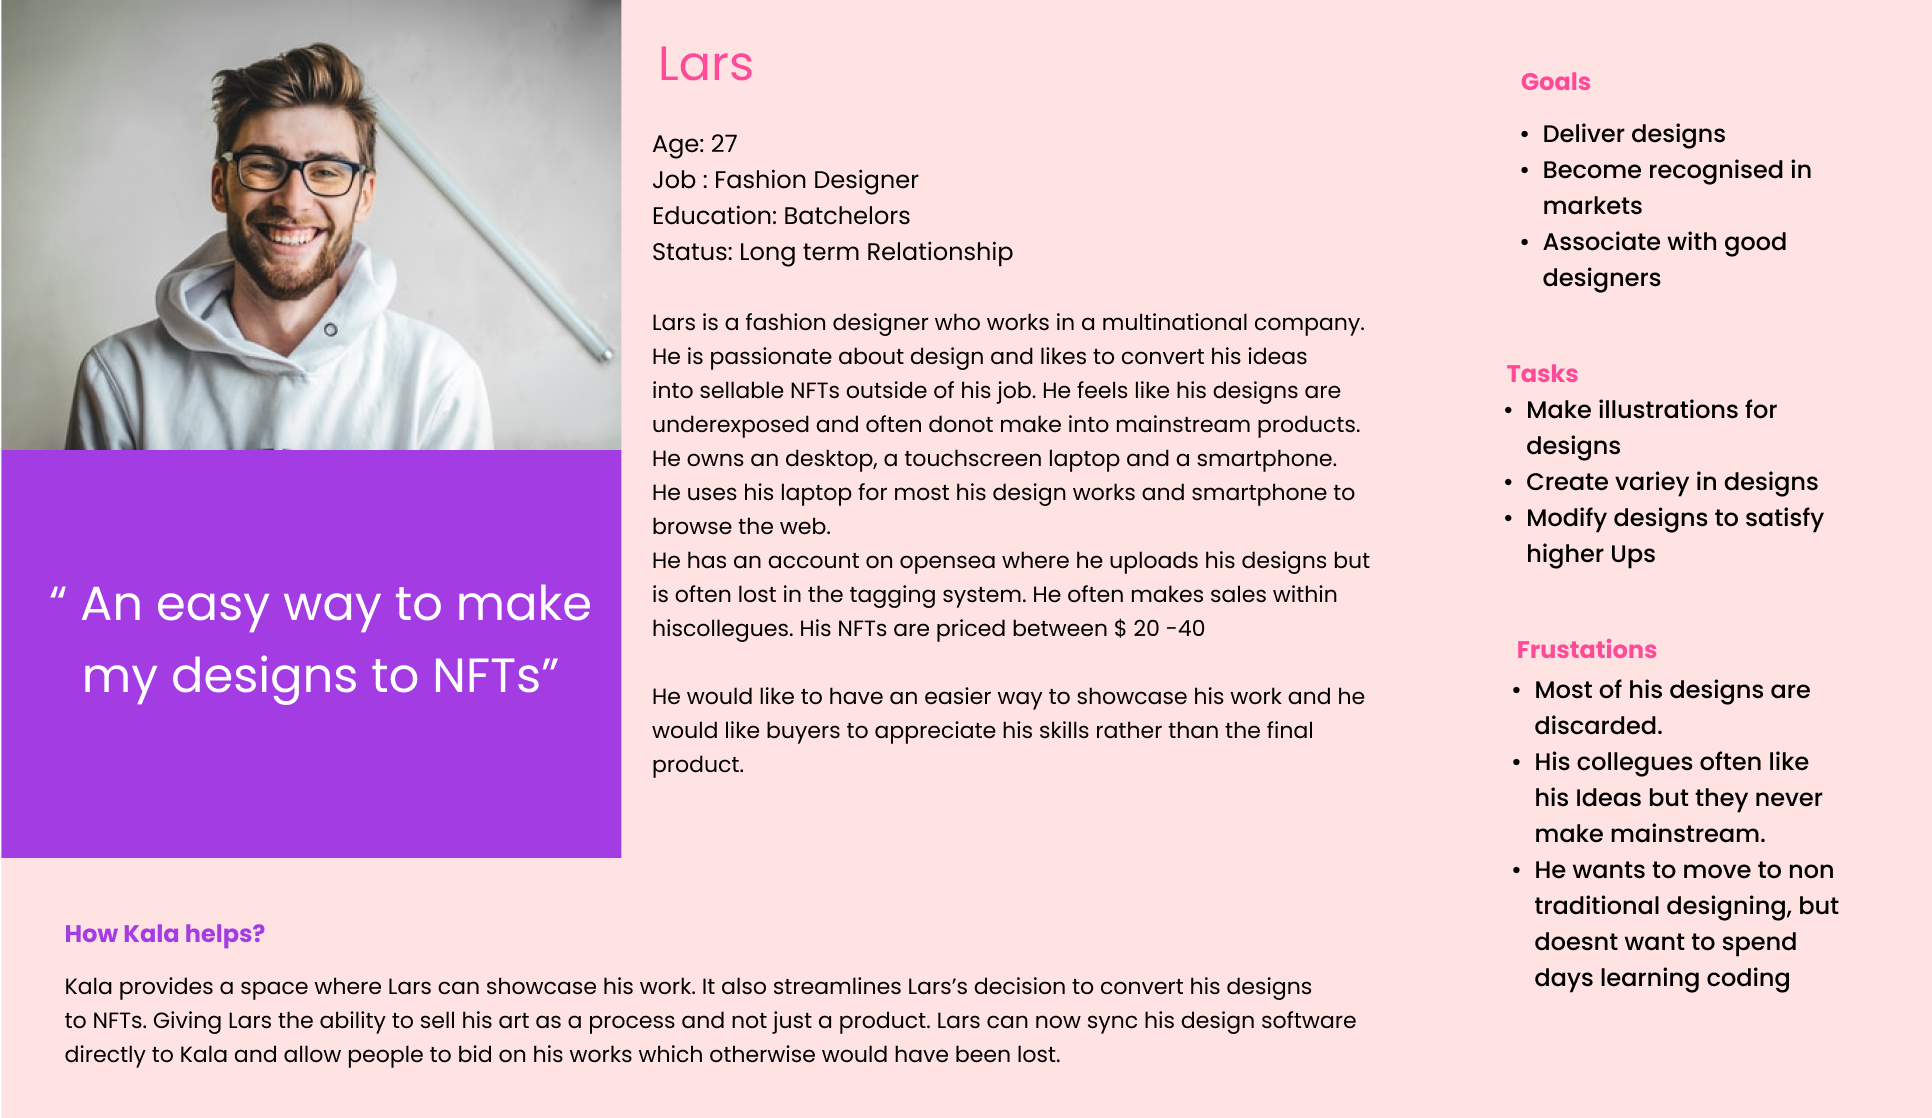 Lars
Age: 27
Job : Fashion Designer
Education: Batchelors
Status: Long term Relationship
Lars is a fashion designer who works in a multinational company.
He is passionate about design and likes to convert his ideas
into sellable NFTs outside of his job. He feels like his designs are
underexposed and often donot make into mainstream products.
He owns an desktop, a touchscreen laptop and a smartphone.
He uses his laptop for most his design works and smartphone to
browse the web.
He has an account on opensea where he uploads his designs but
is often lost in the tagging system. He often makes sales within
hiscollegues. His NFTs are priced between $ 20 -40
He would like to have an easier way to showcase his work and he
would like buyers to appreciate his skills rather than the final
product.
“ An easy way to make
my designs to NFTs”
Goals
• Deliver designs
• Become recognised in
markets
• Associate with good
designers
Tasks
• Make illustrations for
designs
• Create variey in designs
• Modify designs to satisfy
higher Ups
Frustations
• Most of his designs are
discarded.
• His collegues often like
his Ideas but they never
make mainstream.
• He wants to move to non
traditional designing, but
doesnt want to spend
days learning coding
How Kala helps?
Kala provides a space where Lars can showcase his work. It also streamlines Lars’s decision to convert his designs
to NFTs. Giving Lars the ability to sell his art as a process and not just a product. Lars can now sync his design software
directly to Kala and allow people to bid on his works which otherwise would have been lost.